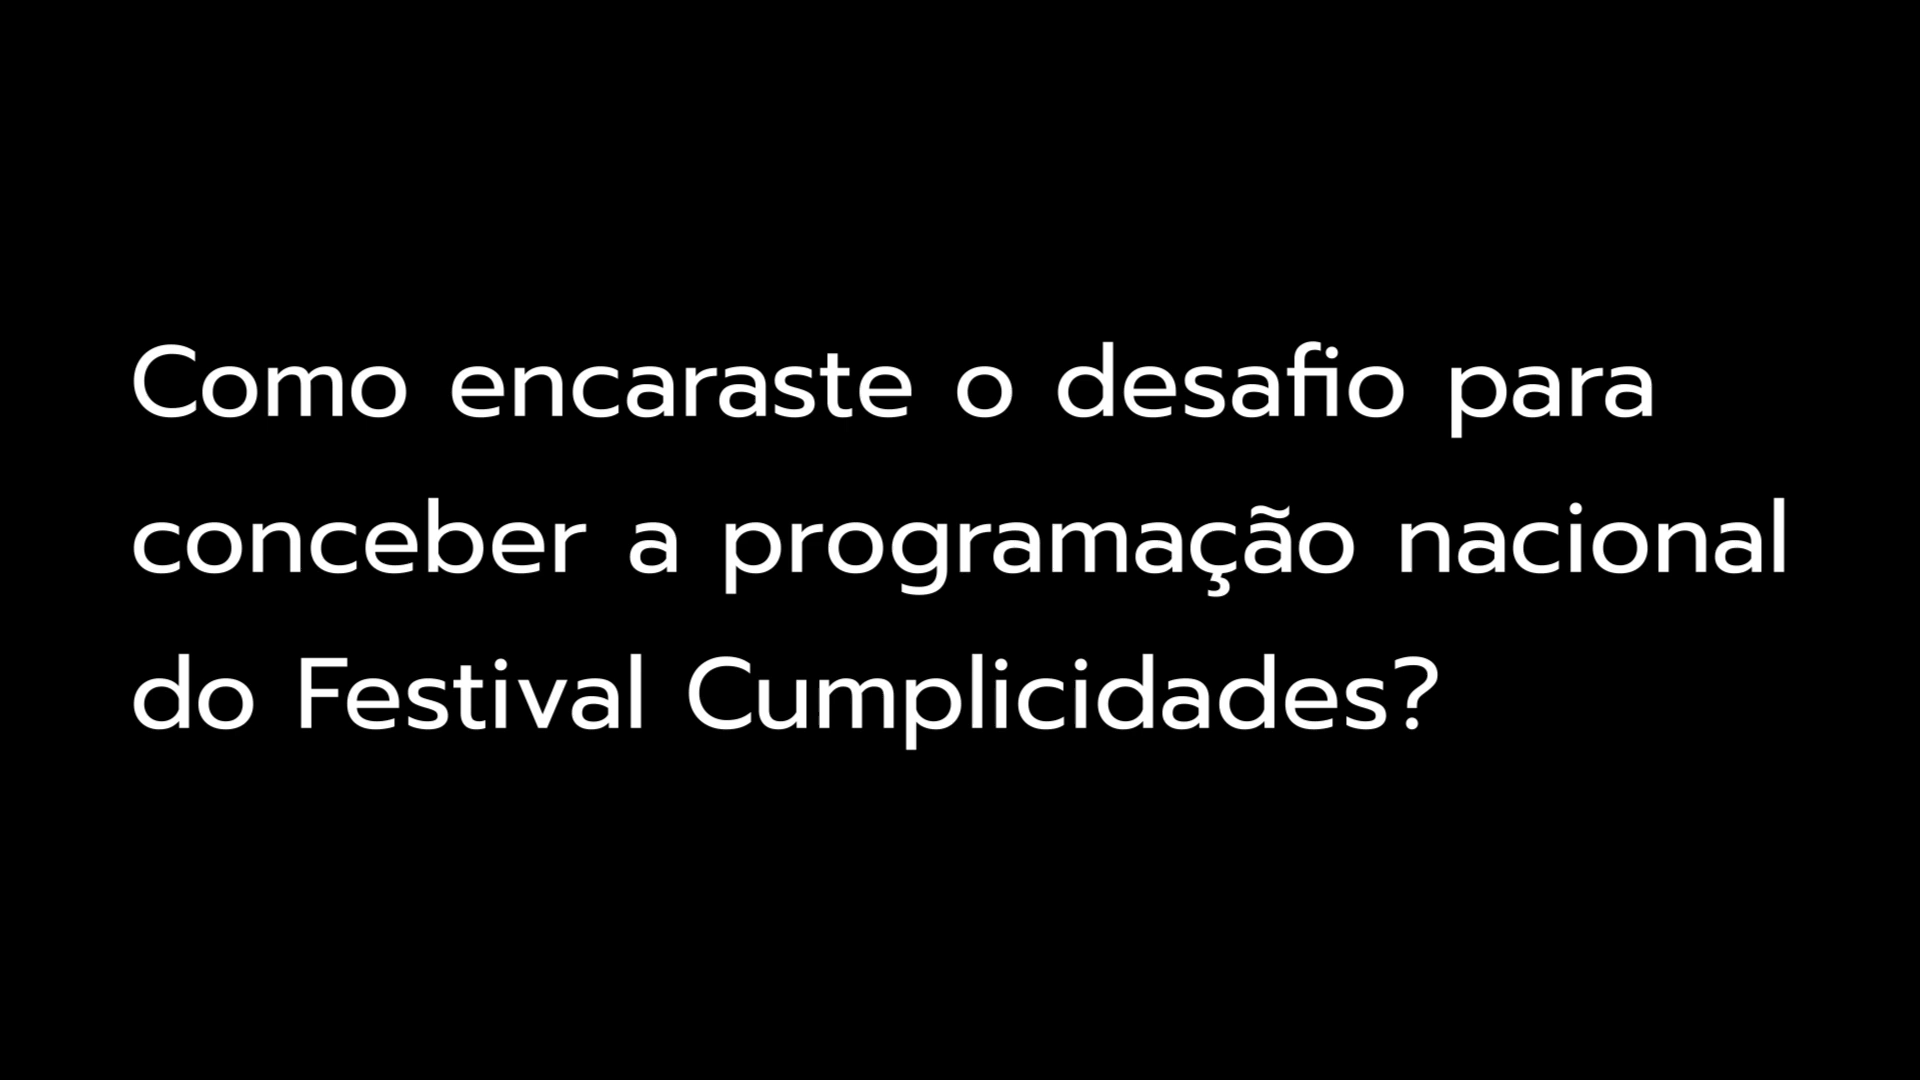 Como encaraste o desafio para
conceber a programação nacional
do Festival Cumplicidades?